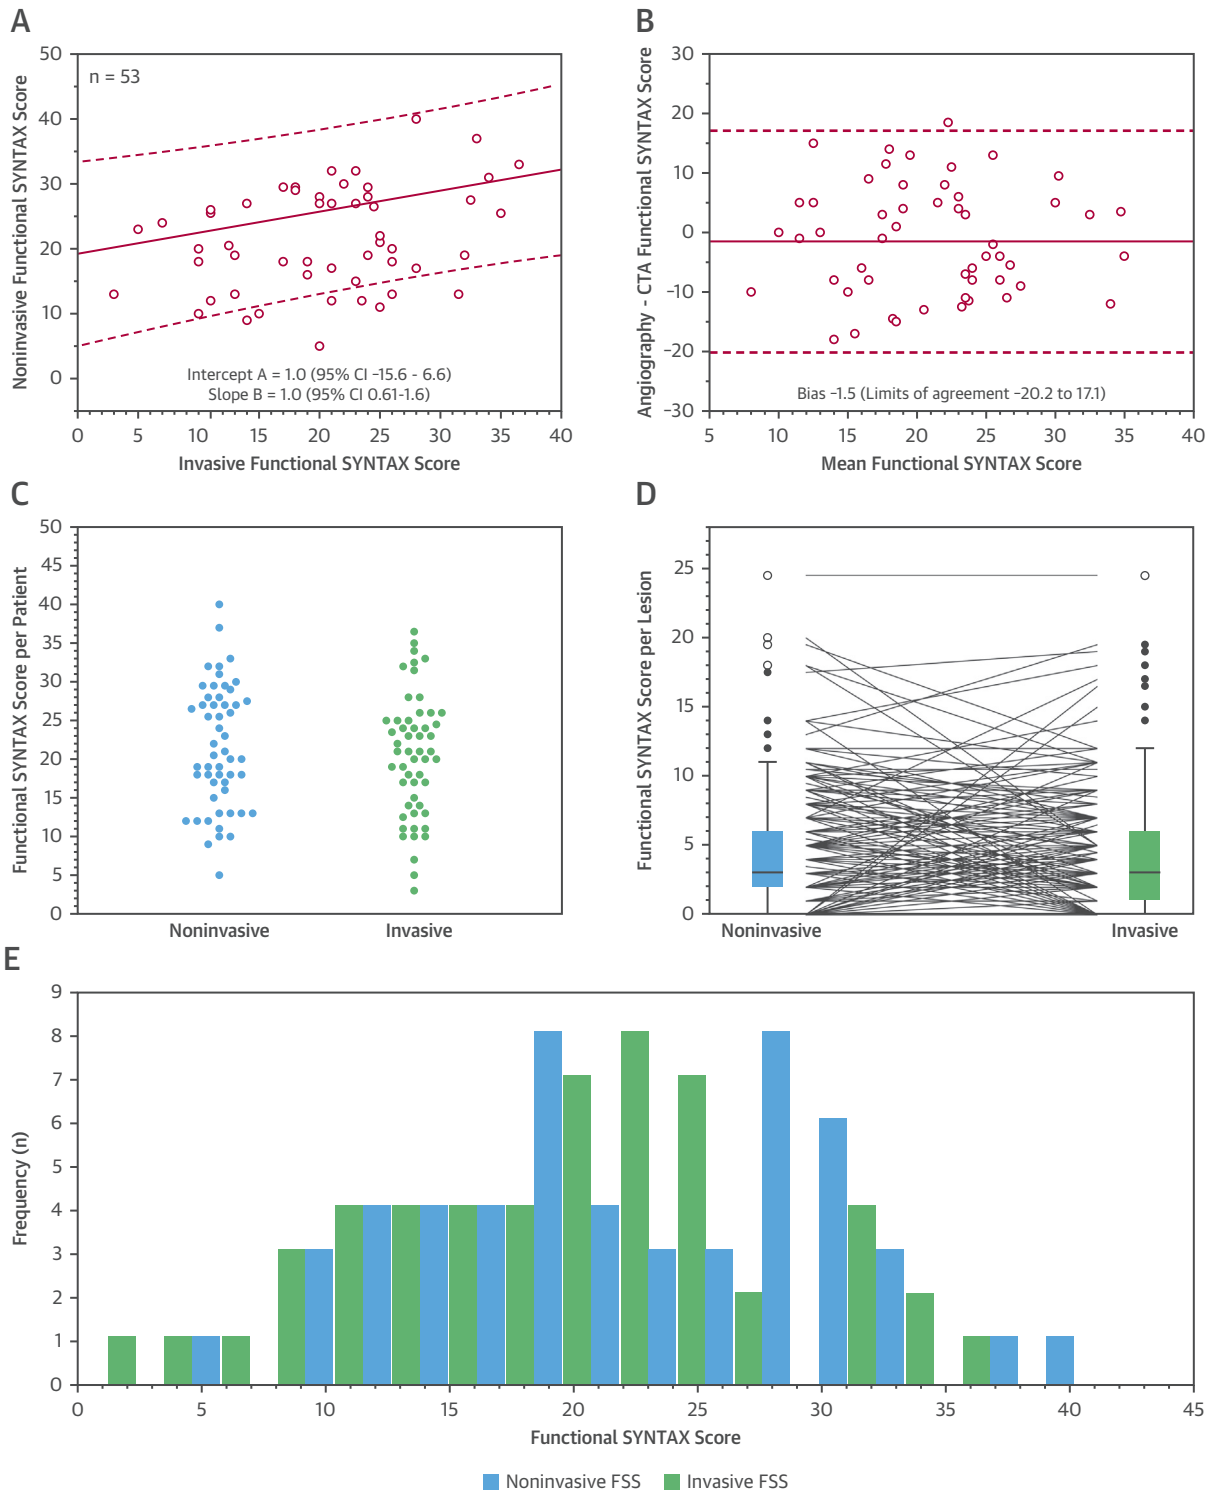 A
50
40
30
20
10
0
Noninvasive Functional SYNTAX Score
n = 53
Intercept A = 1.0 (95% CI −15.6 - 6.6)
Slope B = 1.0 (95% CI 0.61-1.6)
0 5 10 15 20 25 30 35 40
Invasive Functional SYNTAX Score
B
30
20
10
0
−10
−20
−30
Angiography - CTA Functional SYNTAX Score
Bias −1.5 (Limits of agreement −20.2 to 17.1)
5 10 15 20 25 30 35 40
Mean Functional SYNTAX Score
C
50
45
40
35
30
25
20
15
10
5
0
Functional SYNTAX Score per Patient
Noninvasive Invasive
D
25
20
15
10
5
0
Functional SYNTAX Score per Lesion
Noninvasive Invasive
E
9
8
7
6
5
4
3
2
1
0
Frequency (n)
0 5 10 15 20 25 30 35 40 45
Functional SYNTAX Score
Noninvasive FSS Invasive FSS